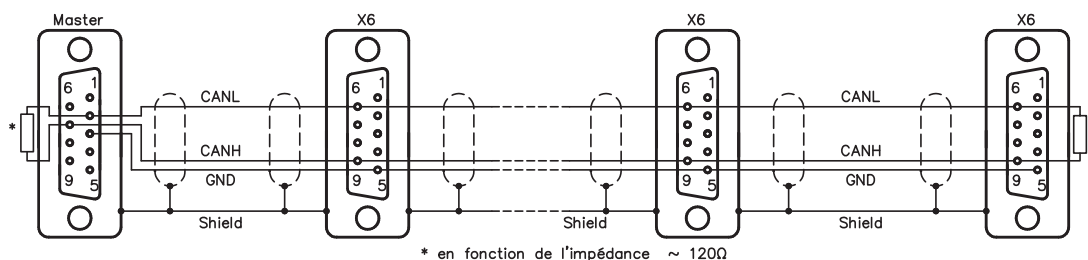 Master X6 X6 X6
6 1 6 1 6 1 6 1
CANL CANL
*
CANH CANH
GND GND
9 5 9 5 9 5 9 5
Shield Shield Shield
* en fonction de l'impédance ~ 120Ω